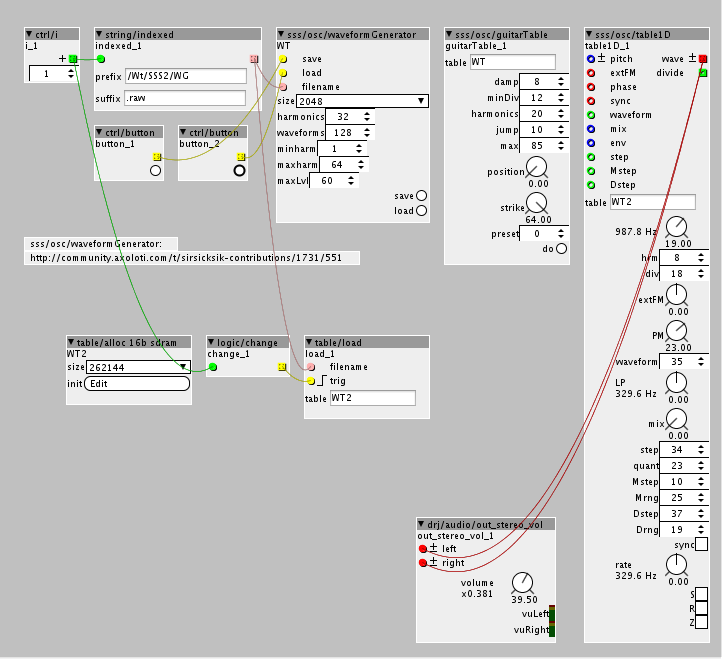 ctrl/i
i_1
+
1
string/indexed
indexed_1
prefix /Wt/SSS2/WG
suffix .raw
ctrl/button
button_1
ctrl/button
button_2
sss/osc/waveformGenerator
WT
save
load
filename
size 2048
harmonics 32
waveforms 128
minharm 1
maxharm 64
maxLvl 60
save
load
sss/osc/guitarTable
guitarTable_1
table WT
damp 8
minDiv 12
harmonics 20
jump 10
max 85
position
0.00
strike
64.00
preset 0
do
sss/osc/table1D
table1D_1
± pitch wave ±
± extFM divide
± phase
± sync
waveform
mix
env
step
Mstep
Dstep
table WT2
987.8 Hz
19.00
hrm 8
div 18
extFM
0.00
PM
23.00
waveform 35
LP
329.6 Hz
0.00
mix
0.00
step 34
quant 23
Mstep 10
Mrng 25
Dstep 37
Drng 19
sync
rate
329.6 Hz
0.00
S
R
Z
sss/osc/waveformGenerator:
http://community.axoloti.com/t/sirsicksik-contributions/1731/551
table/alloc 16b sdram
WT2
size 262144
init Edit
logic/change
change_1
table/load
load_1
filename
trig
table WT2
drj/audio/out_stereo_vol
out_stereo_vol_1
± left
± right
volume
x0.381
39.50
vuLeft
vuRight